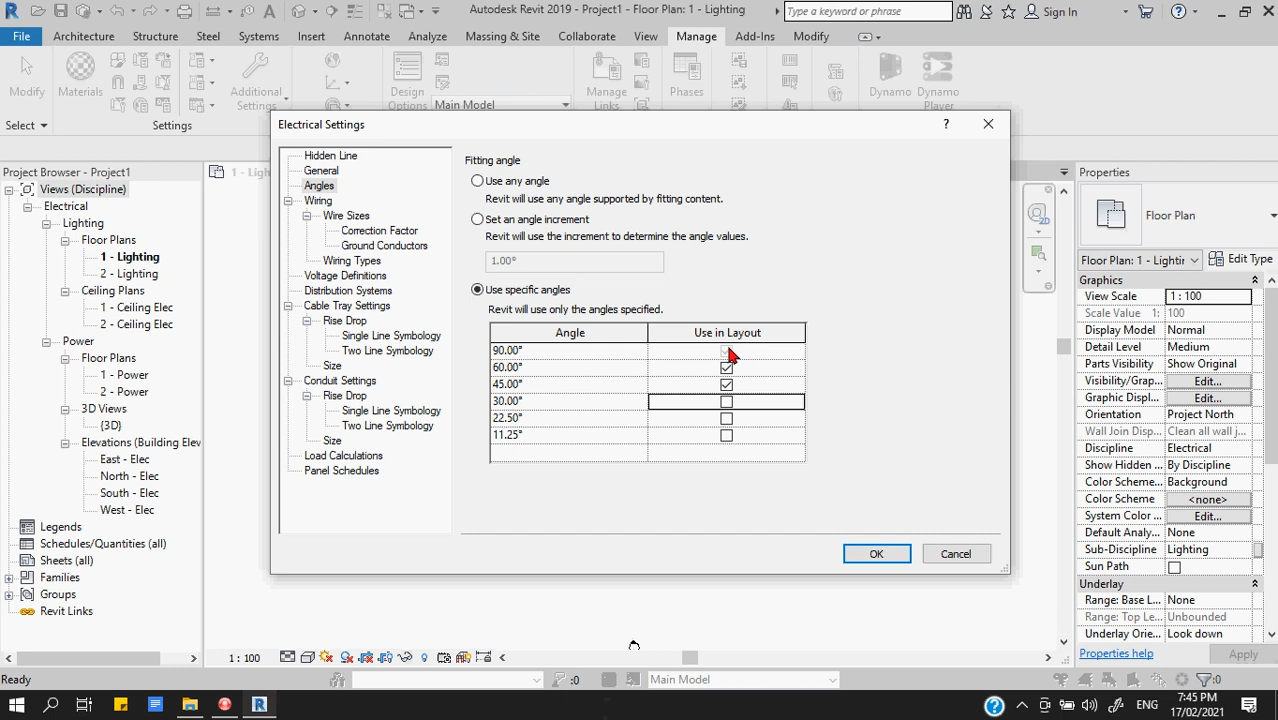 Autodesk Revit 2019 - Project1 - Floor Plan: 1 - Lighting
Type a keyword or phrase
Sign In
File
Architecture
Structure
Steel
Systems
Insert
Annotate
Analyze
Massing & Site
Collaborate
View
Manage
Add-Ins
Modify
Modify
Materials
Additional
Settings
Design
Options
Main Model
Manage
Links
Phases
Dynamo
Dynamo
Player
Select
Settings
Project Browser - Project1
Views (Discipline)
Electrical
Lighting
Floor Plans
1 - Lighting
2 - Lighting
Ceiling Plans
1 - Ceiling Elec
2 - Ceiling Elec
Power
Floor Plans
1 - Power
2 - Power
3D Views
{3D}
Elevations (Building Elev
East - Elec
North - Elec
South - Elec
West - Elec
Legends
Schedules/Quantities (all)
Sheets (all)
Families
Groups
Revit Links
1 - Ligh
Electrical Settings
?
Hidden Line
General
Angles
Wiring
Wire Sizes
Correction Factor
Ground Conductors
Wiring Types
Voltage Definitions
Distribution Systems
Cable Tray Settings
Rise Drop
Single Line Symbology
Two Line Symbology
Size
Conduit Settings
Rise Drop
Single Line Symbology
Two Line Symbology
Size
Load Calculations
Panel Schedules
Fitting angle
Use any angle
Revit will use any angle supported by fitting content.
Set an angle increment
Revit will use the increment to determine the angle values.
1.00°
Use specific angles
Revit will use only the angles specified.
Angle Use in Layout
90.00°
60.00°
45.00°
30.00°
22.50°
11.25°
OK
Cancel
2D
Properties
Floor Plan
Floor Plan: 1 - Lightir
Edit Type
Graphics
View Scale 1 : 100
Scale Value 1: 100
Display Model Normal
Detail Level Medium
Parts Visibility Show Original
Visibility/Grap... Edit...
Graphic Displ... Edit...
Orientation Project North
Wall Join Disp... Clean all wall j...
Discipline Electrical
Show Hidden ... By Discipline
Color Scheme... Background
Color Scheme <none>
System Color ... Edit...
Default Analy... None
Sub-Discipline Lighting
Sun Path
Underlay
Range: Base L... None
Range: Top Le... Unbounded
Underlay Orie... Look down
Properties help
Apply
1 : 100
Ready
:0
Main Model
:0
ENG
7:45 PM
17/02/2021